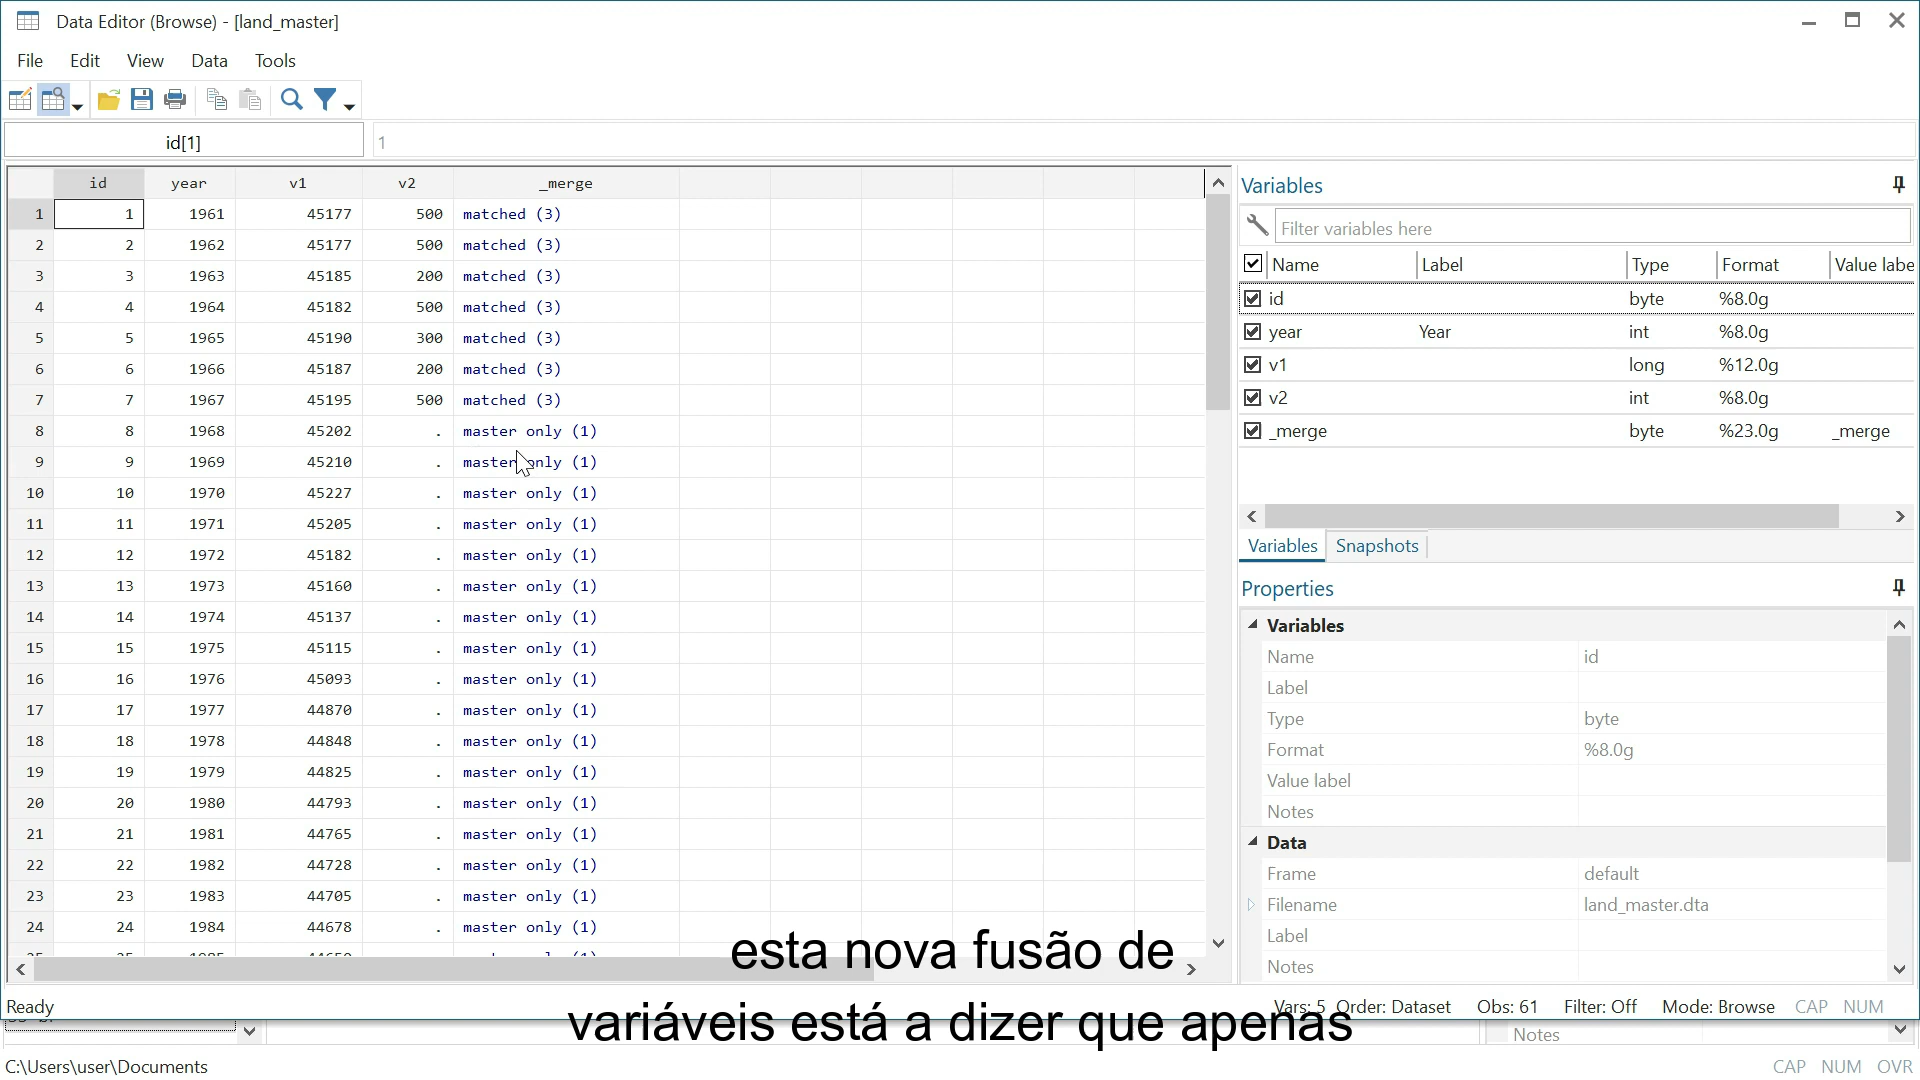 Data Editor (Browse) - [land_master]
File Edit View Data Tools
id[1] 1
id year v1 v2 _merge
1 1 1961 45177 500 matched (3)
2 2 1962 45177 500 matched (3)
3 3 1963 45185 200 matched (3)
4 4 1964 45182 500 matched (3)
5 5 1965 45190 300 matched (3)
6 6 1966 45187 200 matched (3)
7 7 1967 45195 500 matched (3)
8 8 1968 45202 . master only (1)
9 9 1969 45210 . master only (1)
10 10 1970 45227 . master only (1)
11 11 1971 45205 . master only (1)
12 12 1972 45182 . master only (1)
13 13 1973 45160 . master only (1)
14 14 1974 45137 . master only (1)
15 15 1975 45115 . master only (1)
16 16 1976 45093 . master only (1)
17 17 1977 44870 . master only (1)
18 18 1978 44848 . master only (1)
19 19 1979 44825 . master only (1)
20 20 1980 44793 . master only (1)
21 21 1981 44765 . master only (1)
22 22 1982 44728 . master only (1)
23 23 1983 44705 . master only (1)
24 24 1984 44678 . master only (1)
Variables
Filter variables here
Name Label Type Format Value labe
id byte %8.0g
year Year int %8.0g
v1 long %12.0g
v2 int %8.0g
_merge byte %23.0g _merge
Variables Snapshots
Properties
Variables
Name id
Label
Type byte
Format %8.0g
Value label
Notes
Data
Frame default
Filename land_master.dta
Label
Notes
esta nova fusão de
variáveis está a dizer que apenas
Ready Vars: 5 Order: Dataset Obs: 61 Filter: Off Mode: Browse CAP NUM
Notes
C:\Users\user\Documents CAP NUM OVR